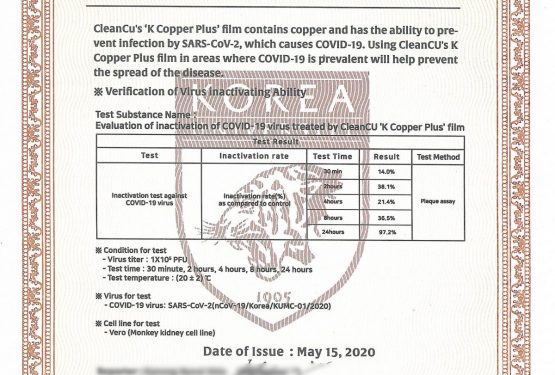 CleanCu's 'K Copper Plus' film contains copper and has the ability to pre-
vent infection by SARS-CoV-2, which causes COVID-19. Using CleanCU's K
Copper Plus film in areas where COVID-19 is prevalent will help prevent
the spread of the disease.
※ Verification of Virus Inactivating Ability
KOREA
Test Substance Name :
Evaluation of inactivation of COVID-19 virus treated by CleanCU 'K Copper Plus' film
Test Result
Test Inactivation rate Test Time Result Test Method
Inactivation test against COVID-19 virus Inactivation rate(%) as compared to control 30 min 14.0% Plaque assay
2hours 38.1%
4hours 21.4%
8hours 36.5%
24hours 97.2%
※ Condition for test
- Virus titer : 1X10⁶ PFU
- Test time : 30 minute, 2 hours, 4 hours, 8 hours, 24 hours
- Test temperature : (20 ± 2) ℃
1905
※ Virus for test
- COVID-19 virus: SARS-CoV-2(nCoV-19/Korea/KUMC-01/2020)
※ Cell line for test
- Vero (Monkey kidney cell line)
Date of Issue : May 15, 2020